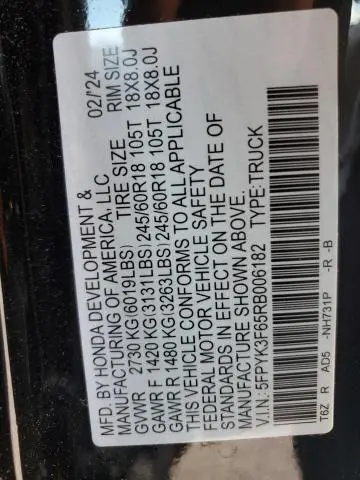 MFD. BY HONDA DEVELOPMENT & 02/'24
MANUFACTURING OF AMERICA, LLC
TIRE SIZE RIM SIZE
GVWR 2730 KG(6019LBS)
GAWR F 1420 KG(3131LBS)245/60R18 105T 18X8.0J
GAWR R1480 KG(3263LBS)245/60R18 105T 18X8.0J
THIS VEHICLE CONFORMS TO ALL APPLICABLE
FEDERAL MOTOR VEHICLE SAFETY
STANDARDS IN EFFECT ON THE DATE OF
MANUFACTURE SHOWN ABOVE.
V.I.N: 5FPYK3F65RB006182 TYPE:TRUCK
T6Z R AD5 -NH731P -R -B